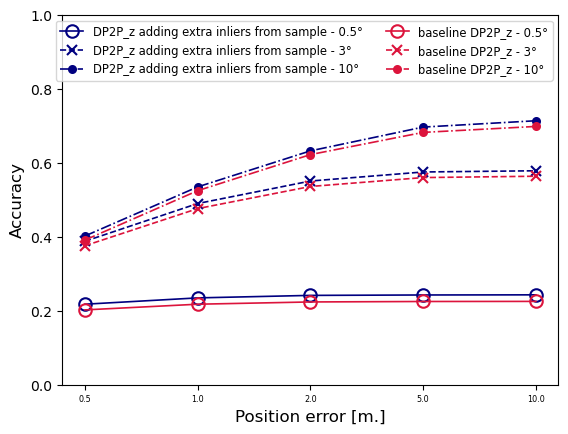 1.0
0.8
0.6
0.4
0.2
0.0
Accuracy
DP2P_z adding extra inliers from sample - 0.5°
DP2P_z adding extra inliers from sample - 3°
DP2P_z adding extra inliers from sample - 10°
baseline DP2P_z - 0.5°
baseline DP2P_z - 3°
baseline DP2P_z - 10°
0.5 1.0 2.0 5.0 10.0
Position error [m.]